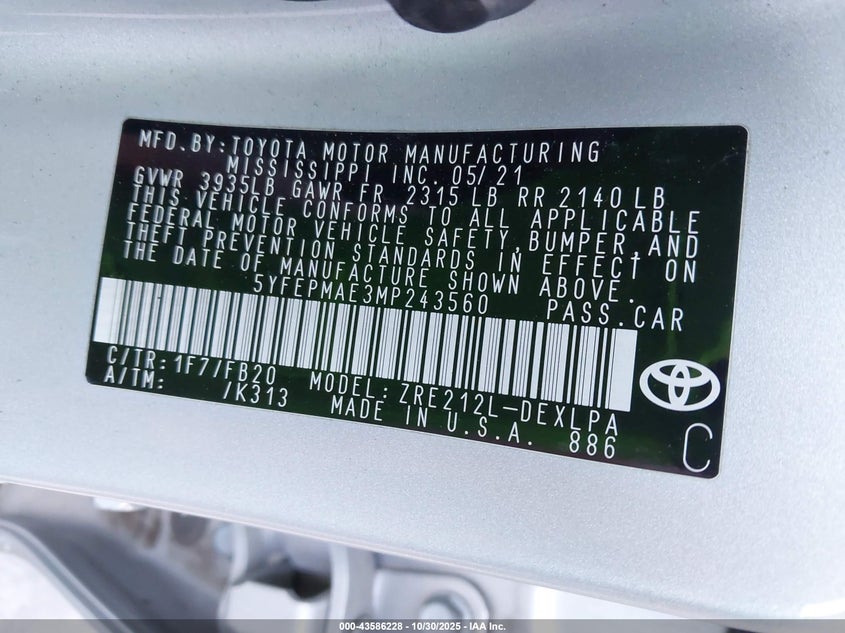 MFD.BY:TOYOTA MOTOR MANUFACTURING
MISSISSIPPI INC. 05/21
GVWR 3935LB GAWR FR 2315 LB RR 2140LB
THIS VEHICLE CONFORMS TO ALL APPLICABLE
FEDERAL MOTOR VEHICLE SAFETY,BUMPER,AND
THEFT PREVENTION STANDARDS IN EFFECT ON
THE DATE OF MANUFACTURE SHOWN ABOVE.
5YFEPMAE3MP243560 PASS.CAR
C/TR:1F7/FB20 MODEL:ZRE212L-DEXLPA
A/TM: /K313 MADE IN U.S.A. 886
C
000-43586228 - 10/30/2025 - IAA Inc.